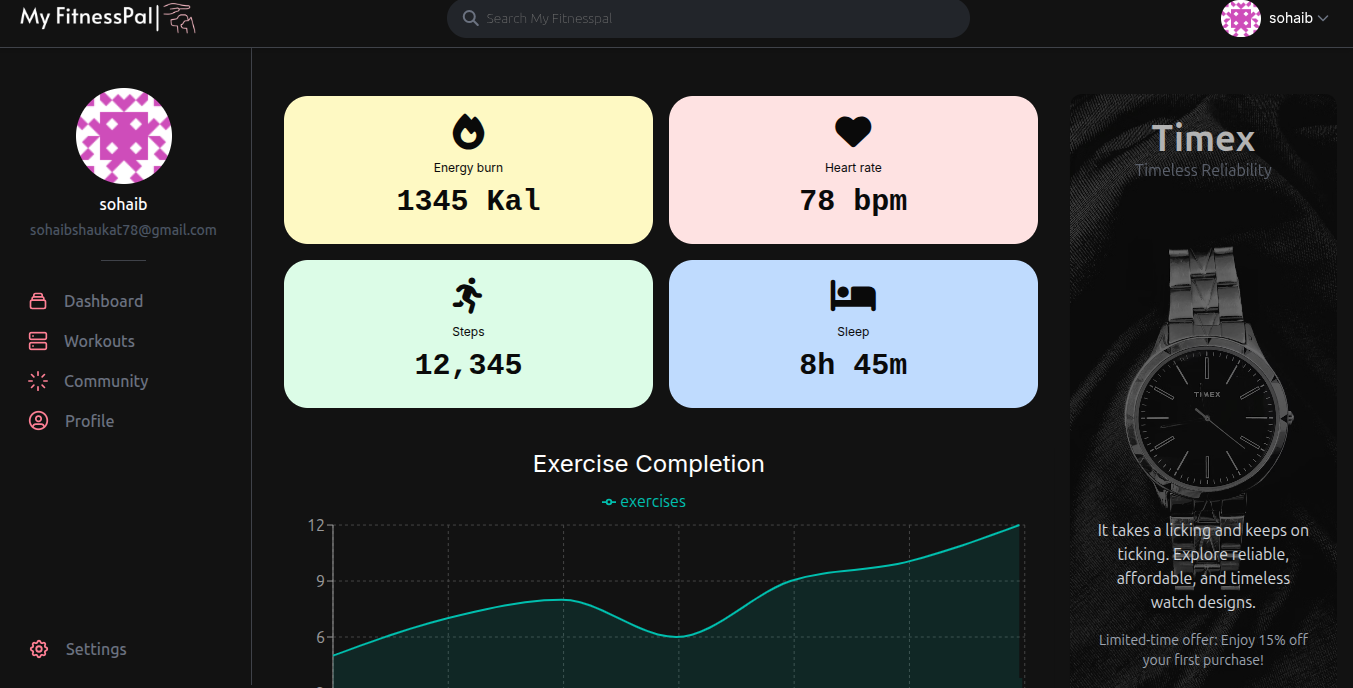 My FitnessPal
Search My Fitnesspal
sohaib
sohaib
sohaibshaukat78@gmail.com
Dashboard
Workouts
Community
Profile
Settings
Energy burn
1345 Kal
Heart rate
78 bpm
Steps
12,345
Sleep
8h 45m
Exercise Completion
exercises
12
9
6
Timex
Timeless Reliability
TIMEX
It takes a licking and keeps on
ticking. Explore reliable,
affordable, and timeless
watch designs.
Limited-time offer: Enjoy 15% off
your first purchase!